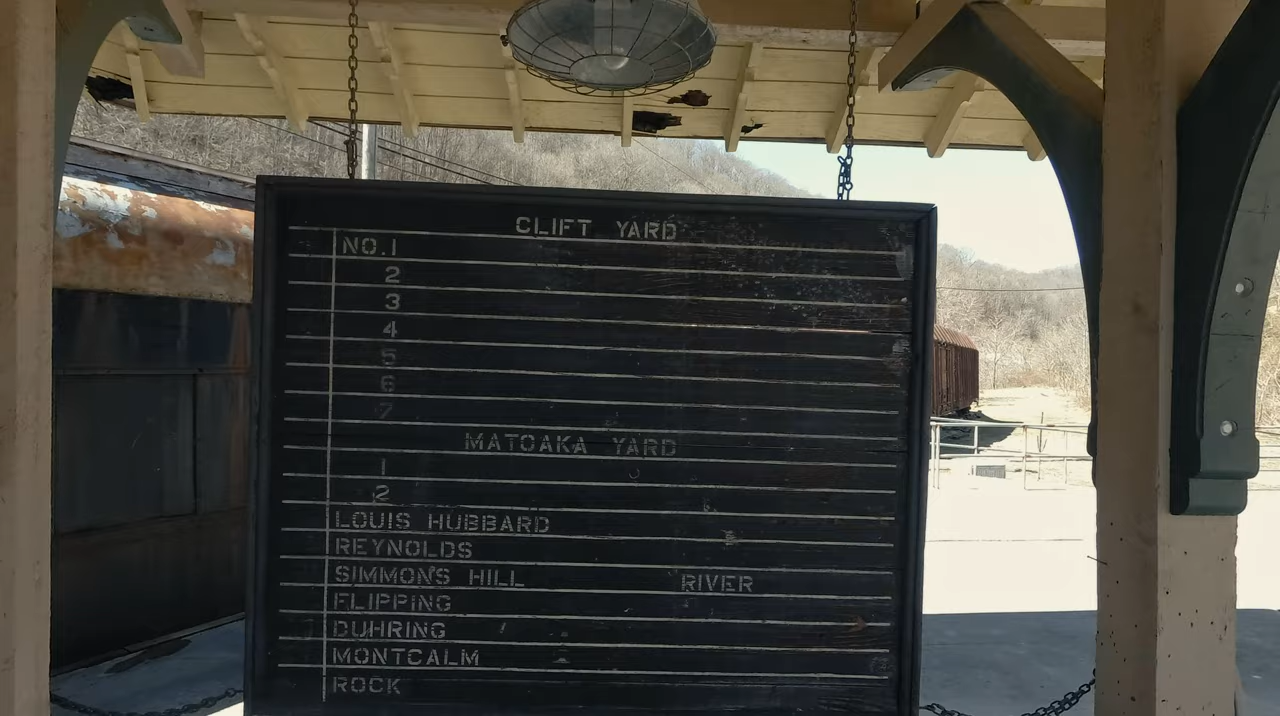 CLIFT YARD
NO.1
2
3
4
5
6
7
MATOAKA YARD
1
2
LOUIS HUBBARD
REYNOLDS
SIMMONS HILL RIVER
FLIPPING
DUHRING
MONTCALM
ROCK